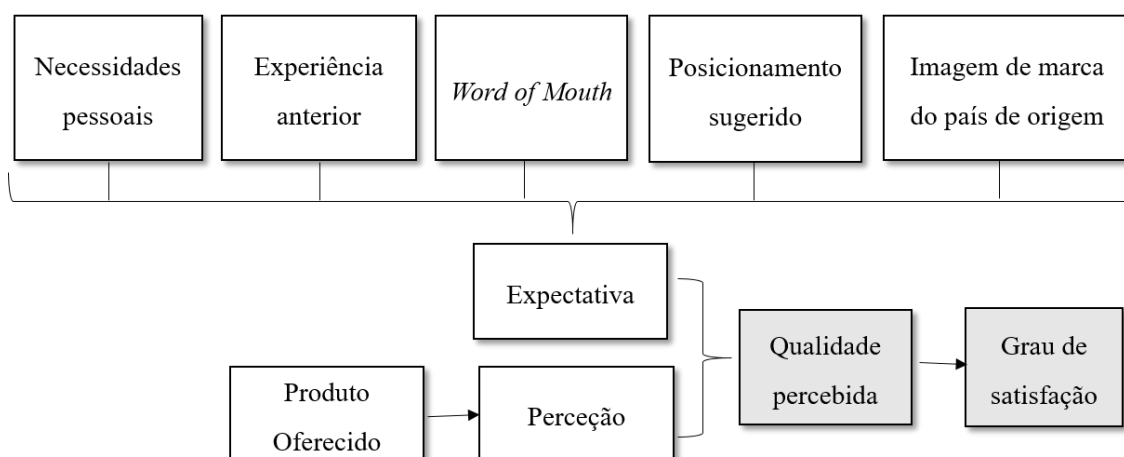 Necessidades
pessoais
Experiência
anterior
Word of Mouth
Posicionamento
sugerido
Imagem de marca
do país de origem
Expectativa
Qualidade
percebida
Grau de
satisfação
Produto
Oferecido
Perceção